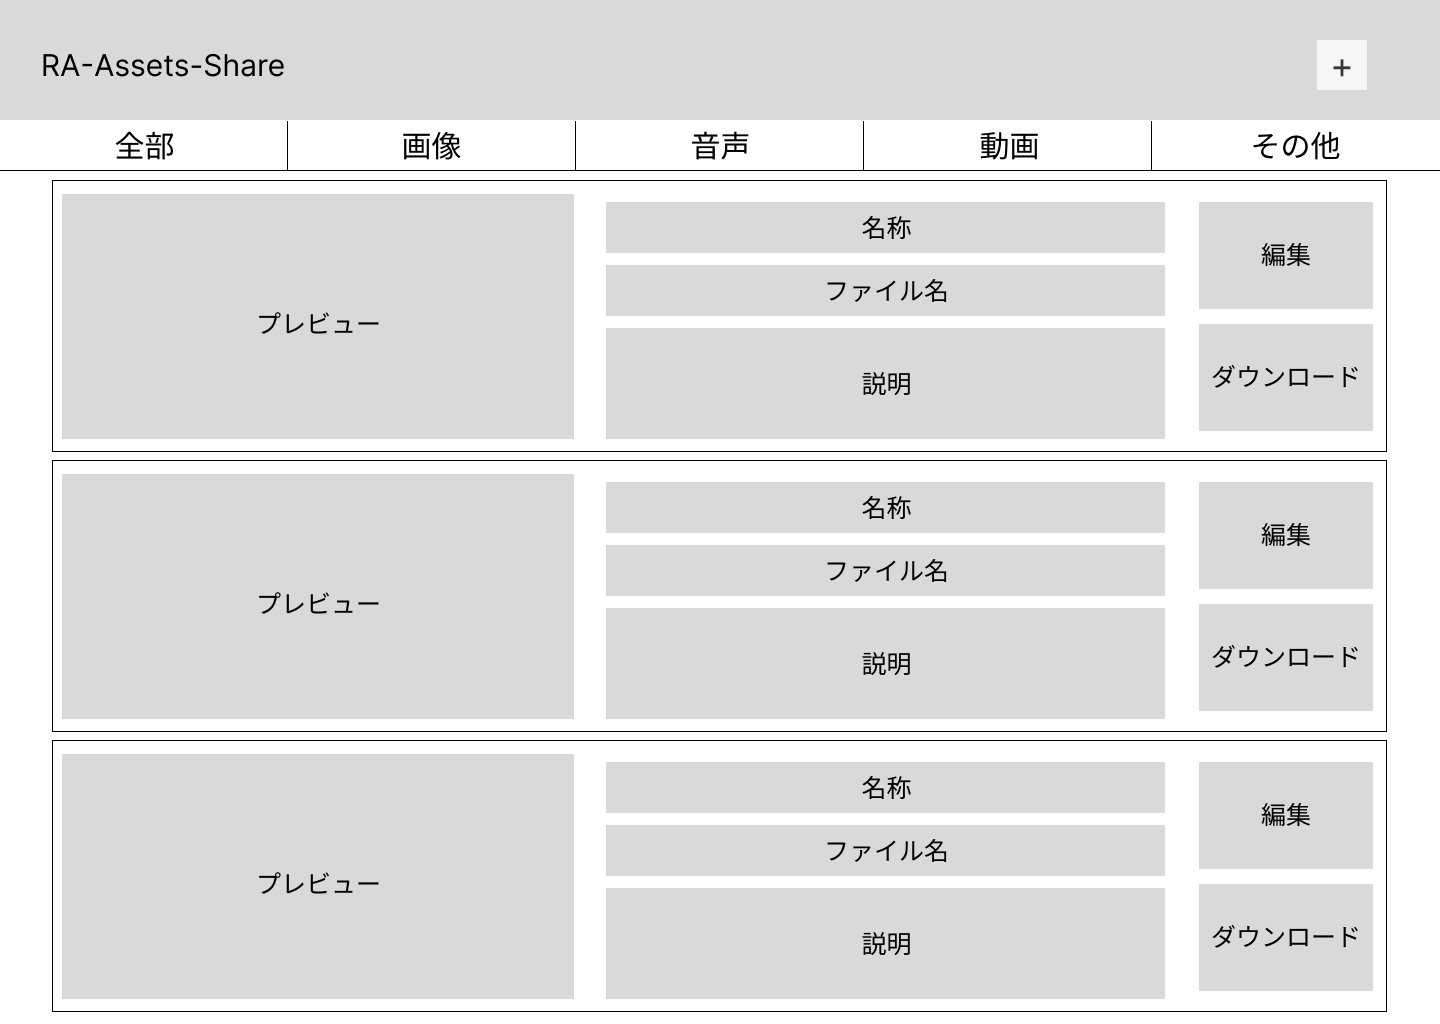 RA-Assets-Share
+
全部
画像
音声
動画
その他
プレビュー
名称
ファイル名
説明
編集
ダウンロード
プレビュー
名称
ファイル名
説明
編集
ダウンロード
プレビュー
名称
ファイル名
説明
編集
ダウンロード